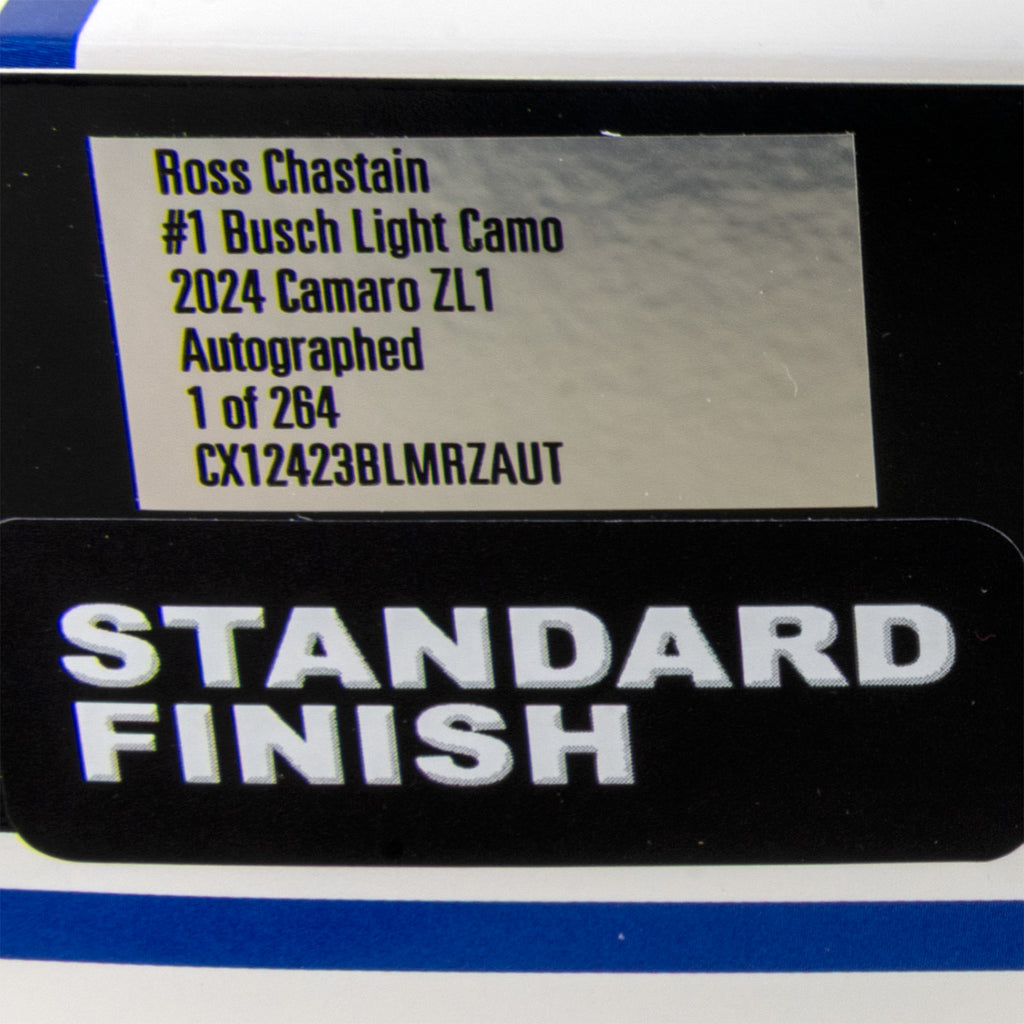 Ross Chastain
#1 Busch Light Camo
2024 Camaro ZL1
Autographed
1 of 264
CX12423BLMRZAUT
STANDARD
FINISH